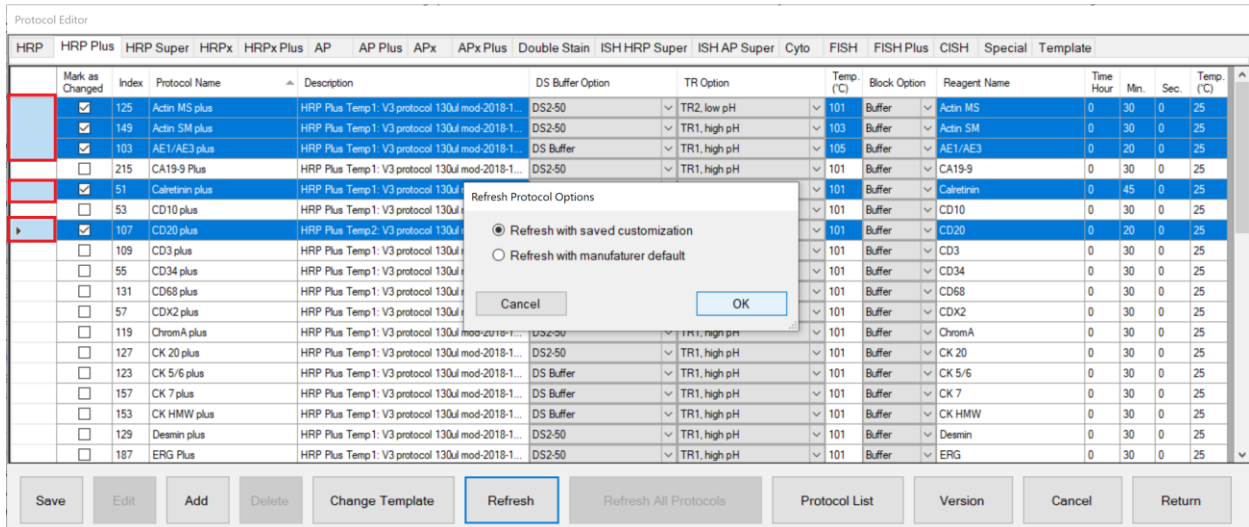 Protocol Editor
HRP HRP Plus HRP Super HRPx HRPx Plus AP AP Plus APx APx Plus Double Stain ISH HRP Super ISH AP Super Cyto FISH FISH Plus CISH Special Template
Mark as Changed Index Protocol Name Description DS Buffer Option TR Option Temp. (°C) Block Option Reagent Name Time Hour Min. Sec. Temp. (°C)
125 Actin MS plus HRP Plus Temp1: V3 protocol 130ul mod-2018-1... DS2-50 TR2, low pH 101 Buffer Actin MS 0 30 0 25
149 Actin SM plus HRP Plus Temp1: V3 protocol 130ul mod-2018-1... DS2-50 TR1, high pH 103 Buffer Actin SM 0 30 0 25
103 AE1/AE3 plus HRP Plus Temp1: V3 protocol 130ul mod-2018-1... DS Buffer TR1, high pH 105 Buffer AE1/AE3 0 20 0 25
215 CA19-9 Plus HRP Plus Temp1: V3 protocol 130ul mod-2018-1... DS2-50 TR1, high pH 101 Buffer CA19-9 0 30 0 25
51 Calretinin plus HRP Plus Temp1: V3 protocol 130ul 101 Buffer Calretinin 0 45 0 25
53 CD10 plus HRP Plus Temp1: V3 protocol 130ul 101 Buffer CD10 0 30 0 25
107 CD20 plus HRP Plus Temp2: V3 protocol 130ul 101 Buffer CD20 0 20 0 25
109 CD3 plus HRP Plus Temp1: V3 protocol 130ul 101 Buffer CD3 0 30 0 25
55 CD34 plus HRP Plus Temp1: V3 protocol 130ul 101 Buffer CD34 0 30 0 25
131 CD68 plus HRP Plus Temp1: V3 protocol 130ul 101 Buffer CD68 0 30 0 25
57 CDX2 plus HRP Plus Temp1: V3 protocol 130ul 101 Buffer CDX2 0 30 0 25
119 ChromA plus HRP Plus Temp1: V3 protocol 130ul mod-2018-1... DS2-50 TR1, high pH 101 Buffer ChromA 0 30 0 25
127 CK 20 plus HRP Plus Temp1: V3 protocol 130ul mod-2018-1... DS2-50 TR1, high pH 101 Buffer CK 20 0 30 0 25
123 CK 5/6 plus HRP Plus Temp1: V3 protocol 130ul mod-2018-1... DS Buffer TR1, high pH 101 Buffer CK 5/6 0 30 0 25
157 CK 7 plus HRP Plus Temp1: V3 protocol 130ul mod-2018-1... DS Buffer TR1, high pH 101 Buffer CK 7 0 30 0 25
153 CK HMW plus HRP Plus Temp1: V3 protocol 130ul mod-2018-1... DS Buffer TR1, high pH 101 Buffer CK HMW 0 30 0 25
129 Desmin plus HRP Plus Temp1: V3 protocol 130ul mod-2018-1... DS2-50 TR1, high pH 101 Buffer Desmin 0 30 0 25
187 ERG Plus HRP Plus Temp1: V3 protocol 130ul mod-2018-1... DS2-50 TR1, high pH 101 Buffer ERG 0 30 0 25
Refresh Protocol Options
Refresh with saved customization
Refresh with manufaturer default
Cancel OK
Save Edit Add Delete Change Template Refresh Refresh All Protocols Protocol List Version Cancel Return